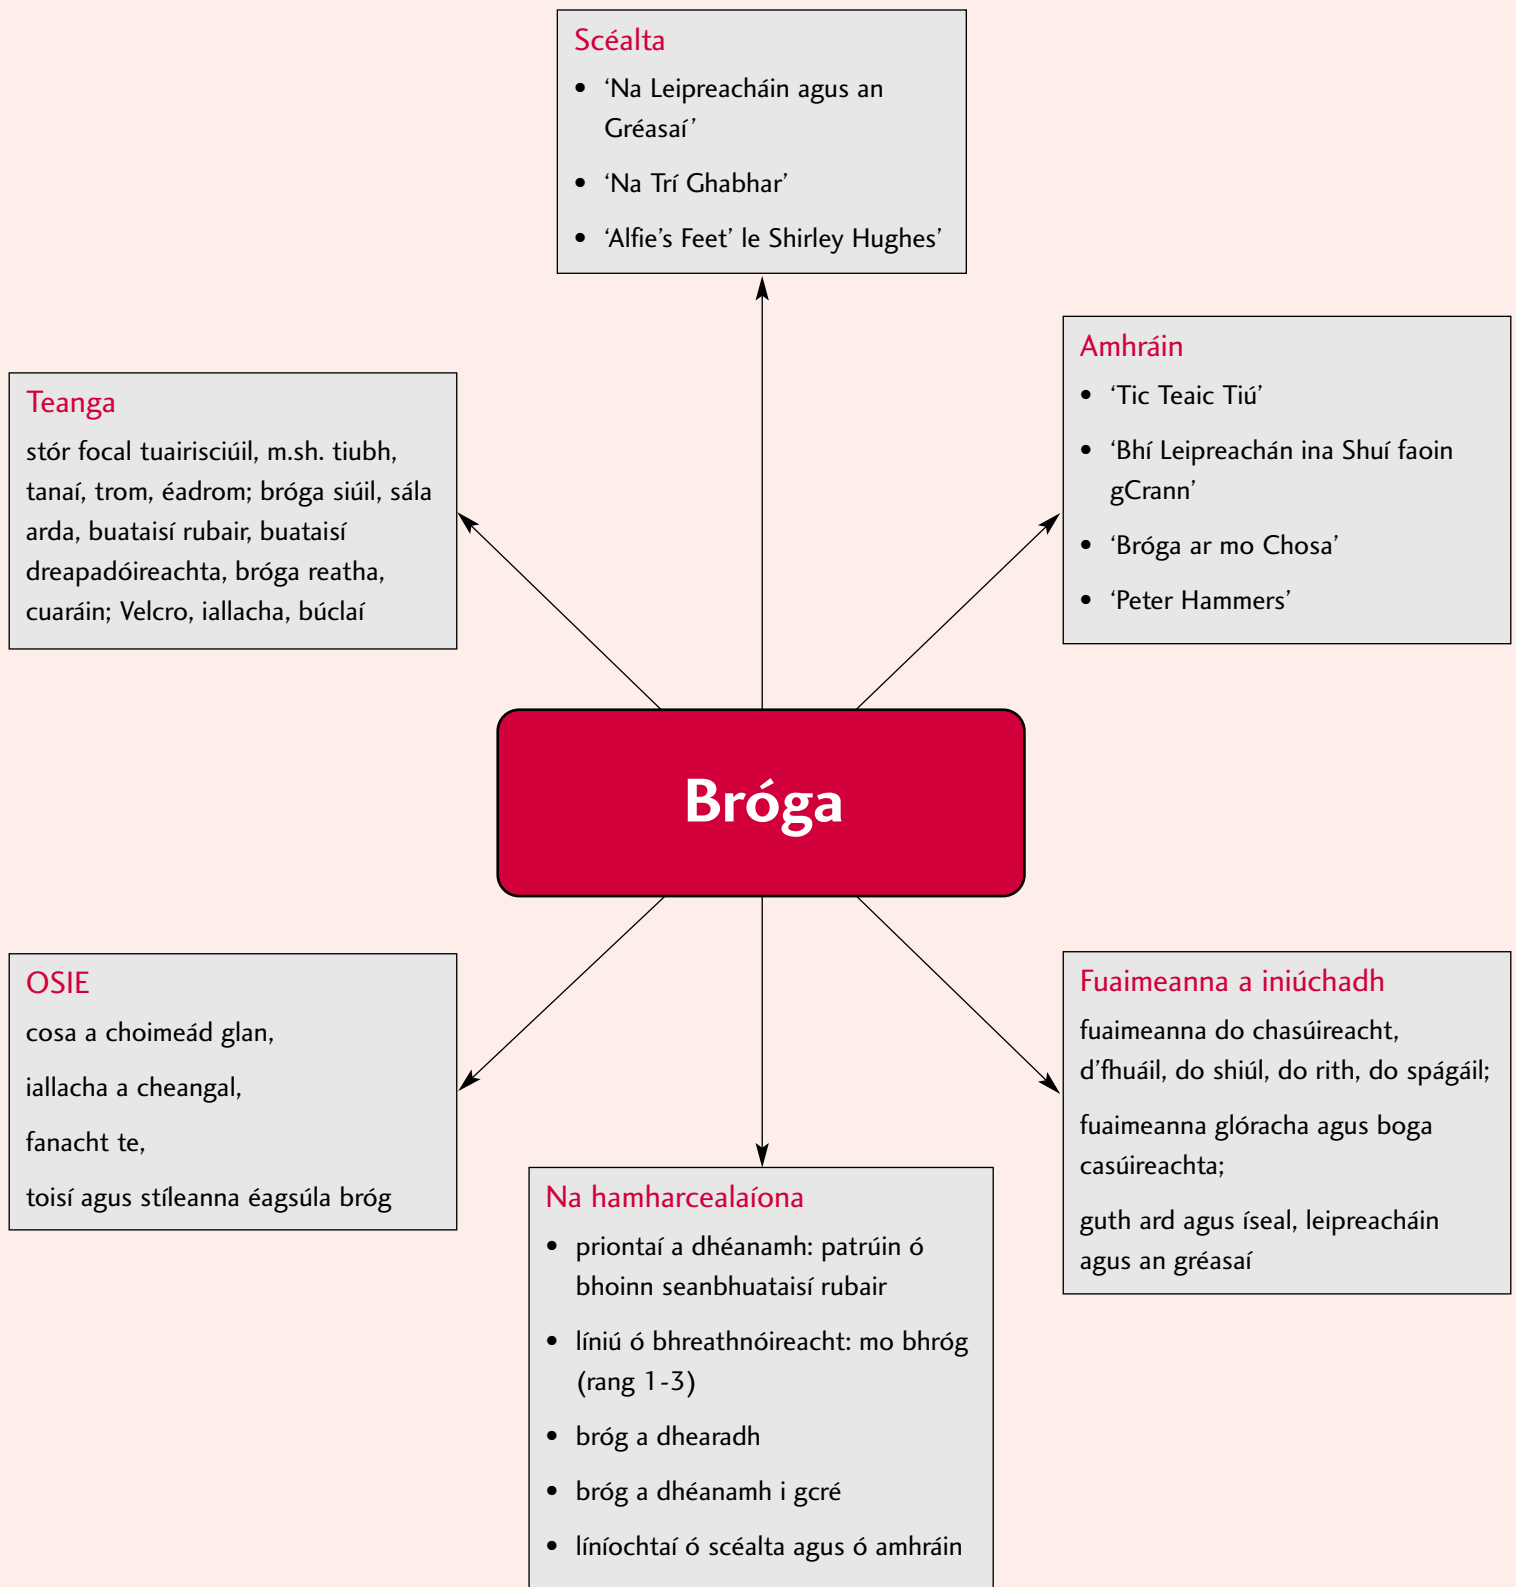 Scéalta
• ‘Na Leipreacháin agus an
Gréasaí’
• ‘Na Trí Ghabhar’
• ‘Alfie’s Feet’ le Shirley Hughes’
Amhráin
• ‘Tic Teaic Tiú’
• ‘Bhí Leipreachán ina Shuí faoin
gCrann’
• ‘Bróga ar mo Chosa’
• ‘Peter Hammers’
Teanga
stór focal tuairisciúil, m.sh. tiubh,
tanaí, trom, éadrom; bróga siúil, sála
arda, buataisí rubair, buataisí
dreapadóireachta, bróga reatha,
cuaráin; Velcro, iallacha, búclaí
Bróga
OSIE
cosa a choimeád glan,
iallacha a cheangal,
fanacht te,
toisí agus stíleanna éagsúla bróg
Fuaimeanna a iniúchadh
fuaimeanna do chasúireacht,
d’fhuáil, do shiúl, do rith, do spágáil;
fuaimeanna glóracha agus boga
casúireachta;
guth ard agus íseal, leipreacháin
agus an gréasaí
Na hamharcealaíona
• priontaí a dhéanamh: patrúin ó
bhoinn seanbhuataisí rubair
• líniú ó bhreathnóireacht: mo bhróg
(rang 1-3)
• bróg a dhearadh
• bróg a dhéanamh i gcré
• líníochtaí ó scéalta agus ó amhráin